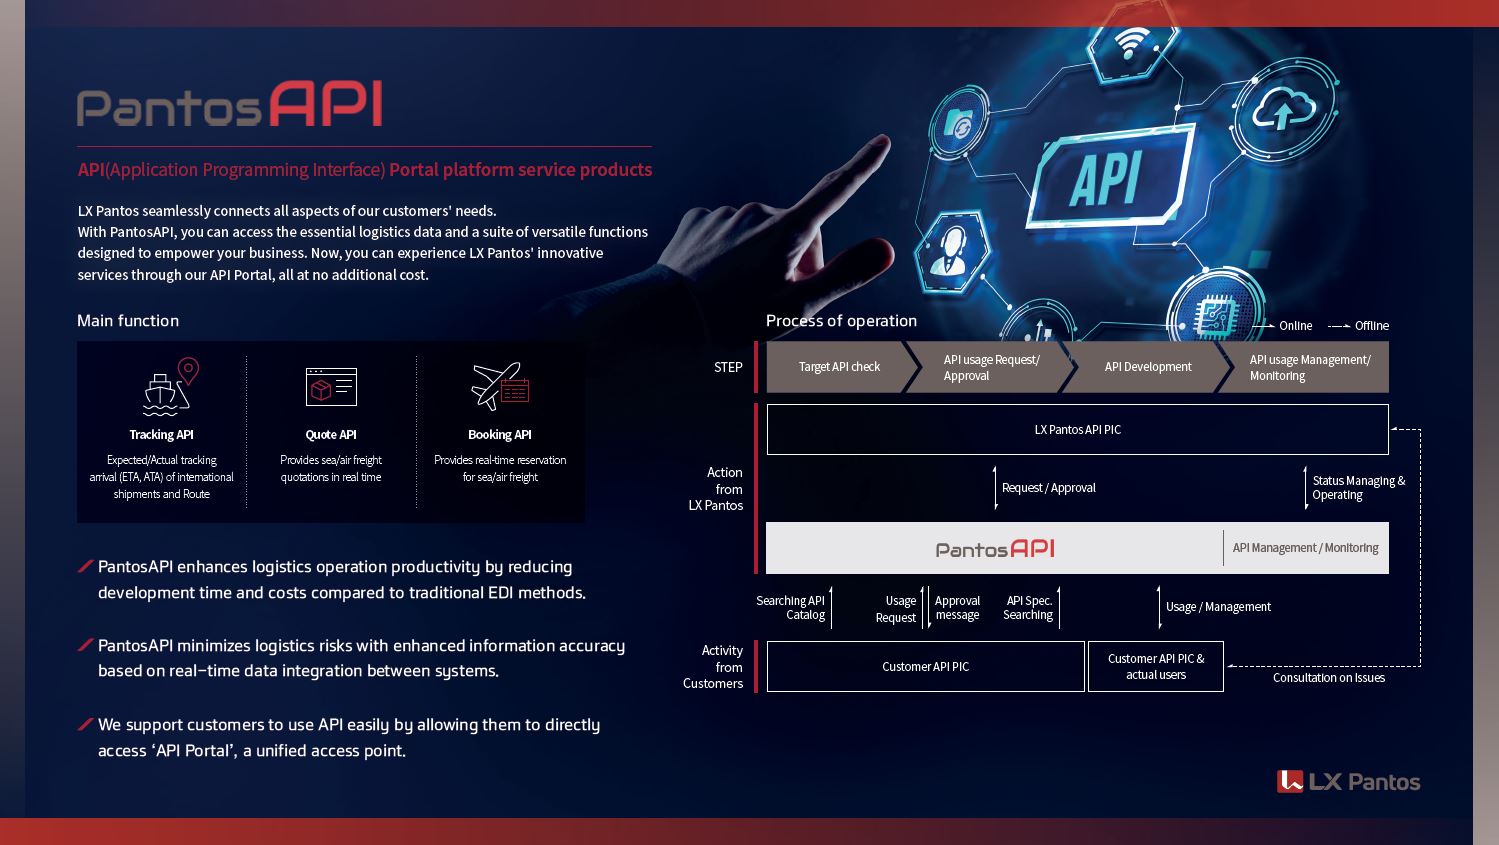 PantosAPI
API(Application Programming Interface) Portal platform service products
LX Pantos seamlessly connects all aspects of our customers' needs.
With PantosAPI, you can access the essential logistics data and a suite of versatile functions
designed to empower your business. Now, you can experience LX Pantos' innovative
services through our API Portal, all at no additional cost.
API
Main function
Tracking API
Expected/Actual tracking
arrival (ETA, ATA) of international
shipments and Route
Quote API
Provides sea/air freight
quotations in real time
Booking API
Provides real-time reservation
for sea/air freight
PantosAPI enhances logistics operation productivity by reducing
development time and costs compared to traditional EDI methods.
PantosAPI minimizes logistics risks with enhanced information accuracy
based on real-time data integration between systems.
We support customers to use API easily by allowing them to directly
access ‘API Portal’, a unified access point.
Process of operation
Online
Offline
STEP
Target API check
API usage Request/
Approval
API Development
API usage Management/
Monitoring
Action
from
LX Pantos
LX Pantos API PIC
Request / Approval
Status Managing &
Operating
PantosAPI
API Management / Monitoring
Searching API
Catalog
Usage
Request
Approval
message
API Spec.
Searching
Usage / Management
Activity
from
Customers
Customer API PIC
Customer API PIC &
actual users
Consultation on Issues
LX Pantos